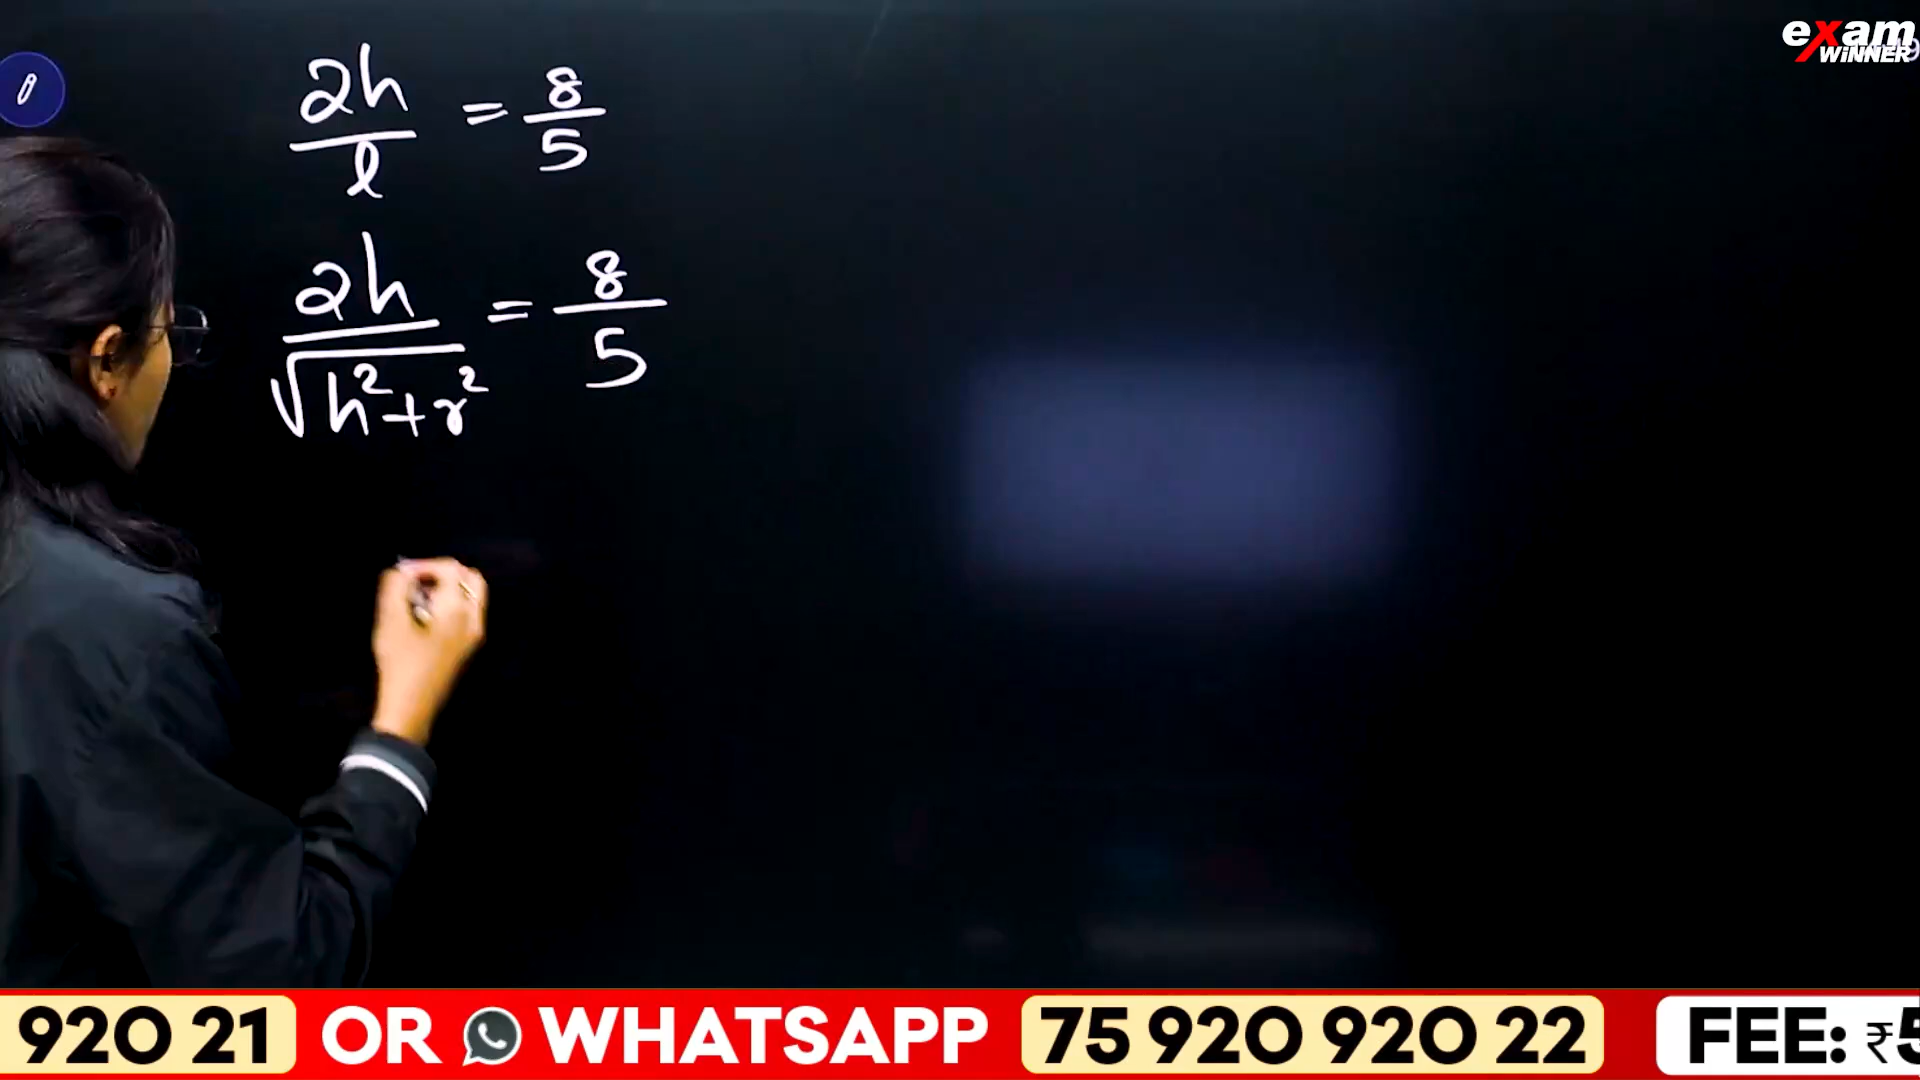 exam
WINNER
2h/l = 8/5
2h/√h²+r² = 8/5
920 21 OR WHATSAPP 75 920 920 22 FEE: ₹5